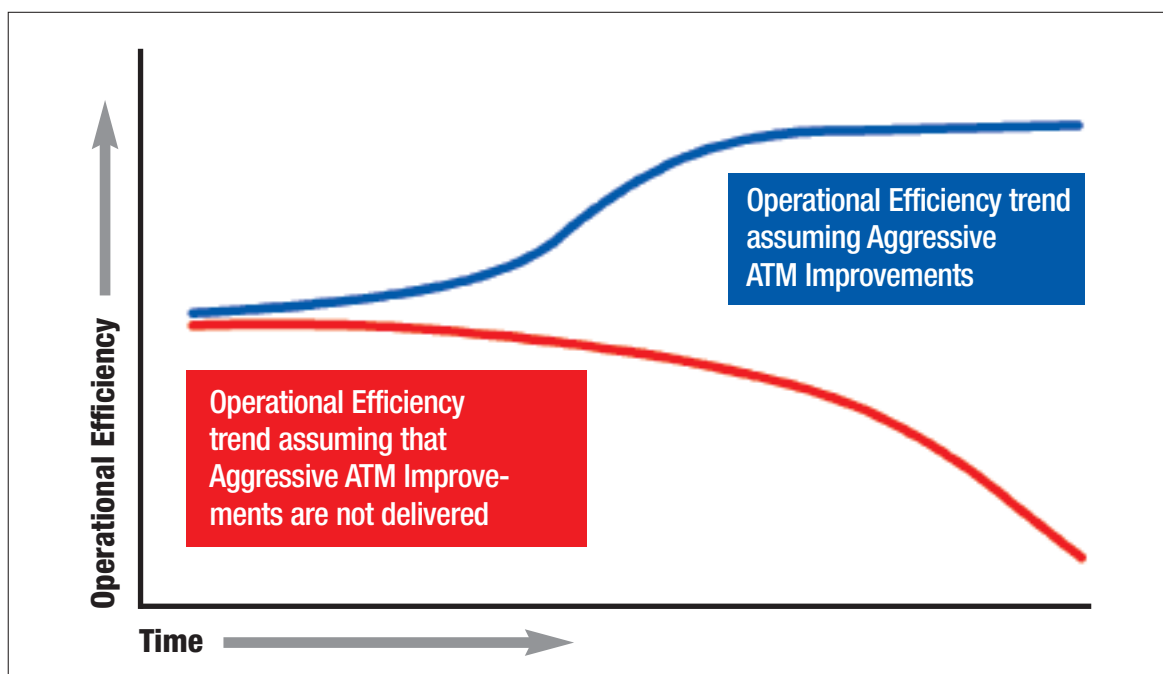 Operational Efficiency
Operational Efficiency trend
assuming Aggressive
ATM Improvements
Operational Efficiency
trend assuming that
Aggressive ATM Improve-
ments are not delivered
Time